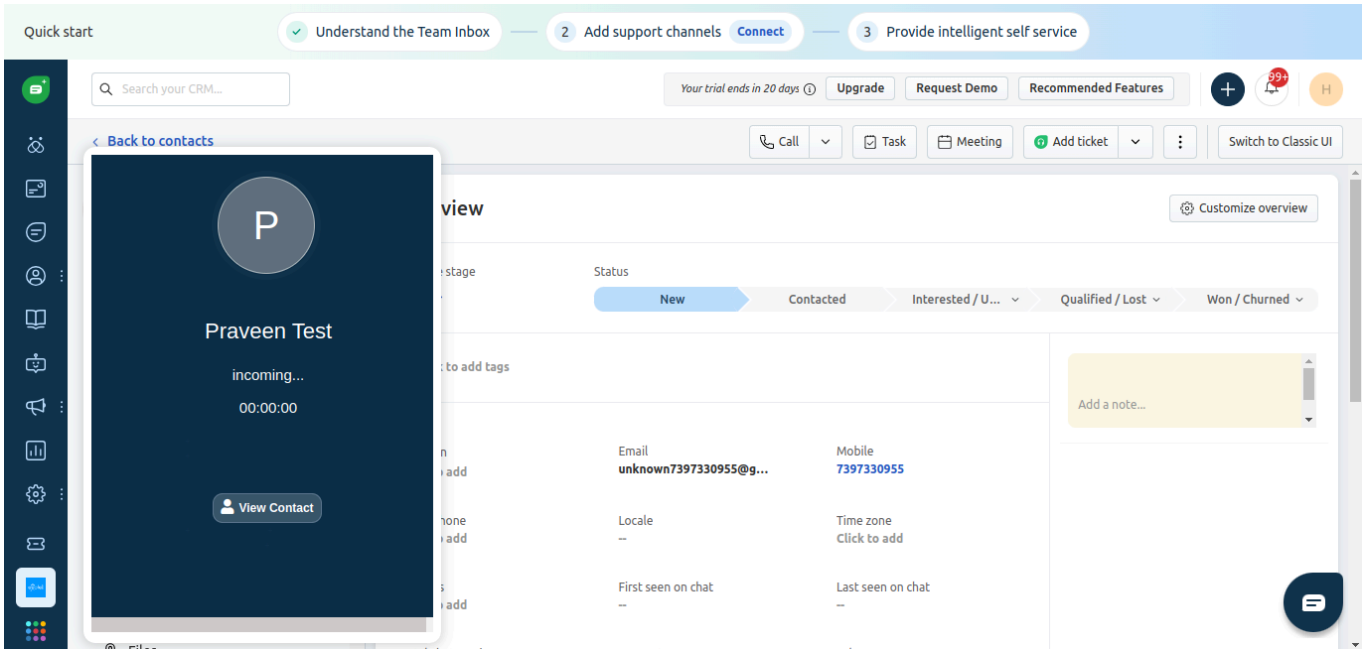 Quick start
Understand the Team Inbox
2 Add support channels Connect
3 Provide intelligent self service
Search your CRM...
Your trial ends in 20 days
Upgrade
Request Demo
Recommended Features
99+
H
Back to contacts
Call
Task
Meeting
Add ticket
Switch to Classic UI
P
Praveen Test
incoming...
00:00:00
View Contact
view
Customize overview
stage
Status
New
Contacted
Interested / U...
Qualified / Lost
Won / Churned
to add tags
Add a note...
Email
Mobile
add
unknown7397330955@g...
7397330955
Locale
Time zone
add
--
Click to add
First seen on chat
Last seen on chat
add
--
--